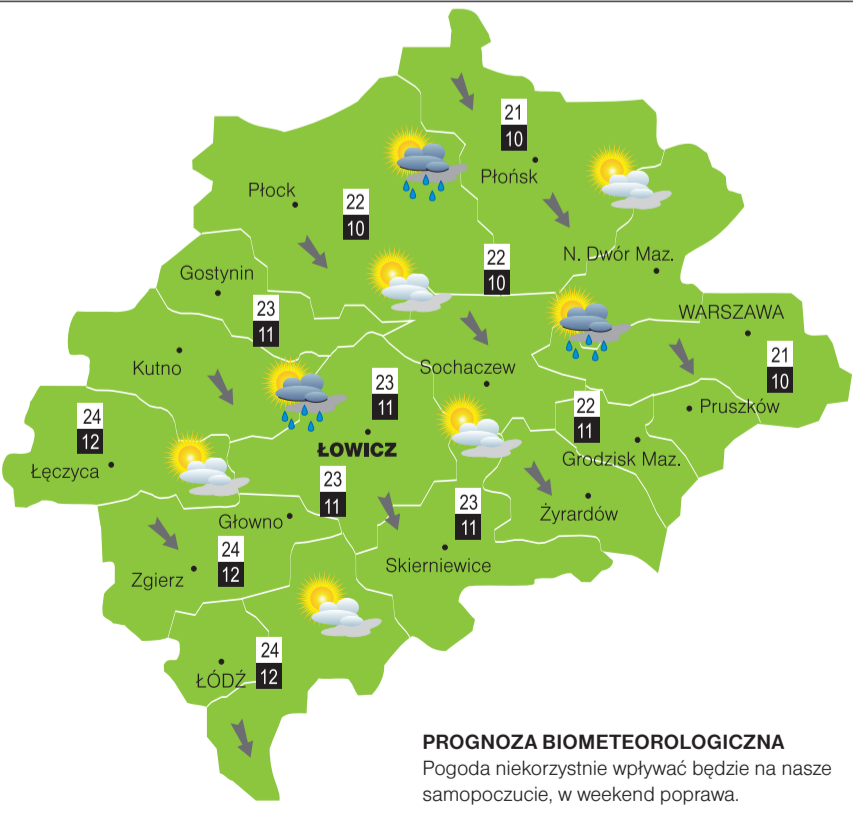 21
10
Płońsk
Płock
22
10
N. Dwór Maz.
22
10
Gostynin
23
11
WARSZAWA
Kutno
Sochaczew
21
10
23
11
Pruszków
24
12
22
11
ŁOWICZ
Łęczyca
Grodzisk Maz.
23
11
23
11
Żyrardów
Głowno
24
12
Zgierz
Skierniewice
24
12
ŁÓDŹ
PROGNOZA BIOMETEOROLOGICZNA
Pogoda niekorzystnie wpływać będzie na nasze
samopoczucie, w weekend poprawa.